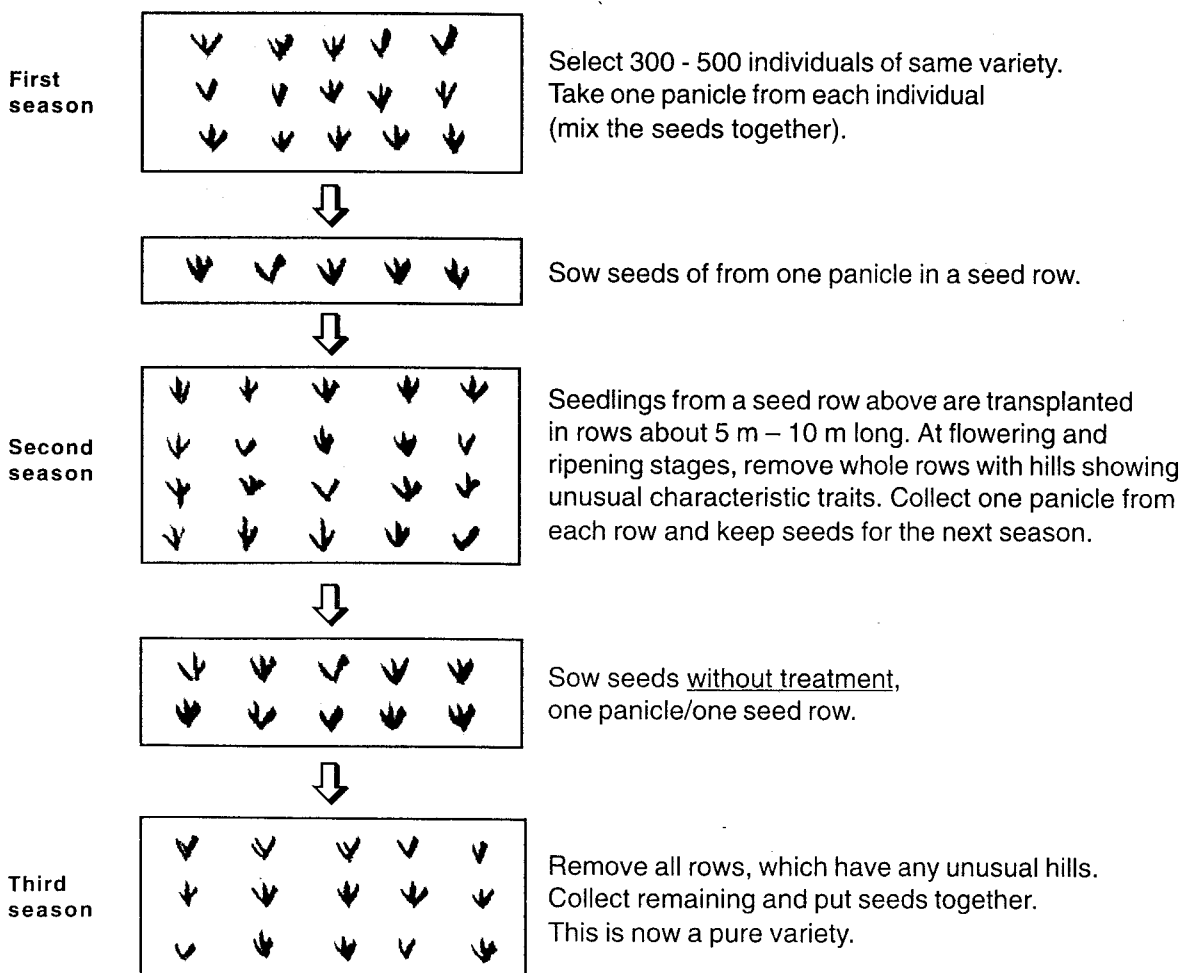 First
season
Select 300 - 500 individuals of same variety.
Take one panicle from each individual
(mix the seeds together).
Sow seeds of from one panicle in a seed row.
Second
season
Seedlings from a seed row above are transplanted
in rows about 5 m – 10 m long. At flowering and
ripening stages, remove whole rows with hills showing
unusual characteristic traits. Collect one panicle from
each row and keep seeds for the next season.
Sow seeds without treatment,
one panicle/one seed row.
Third
season
Remove all rows, which have any unusual hills.
Collect remaining and put seeds together.
This is now a pure variety.